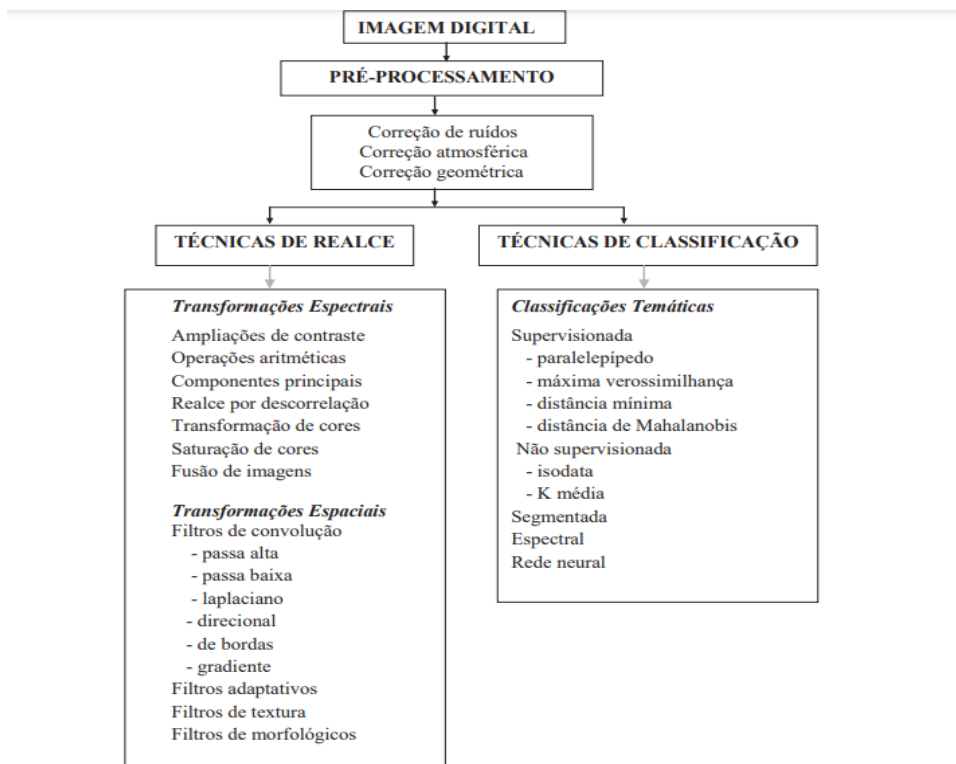 IMAGEM DIGITAL
PRÉ-PROCESSAMENTO
Correção de ruídos
Correção atmosférica
Correção geométrica
TÉCNICAS DE REALCE
Transformações Espectrais
Ampliações de contraste
Operações aritméticas
Componentes principais
Realce por descorrelação
Transformação de cores
Saturação de cores
Fusão de imagens
Transformações Espaciais
Filtros de convolução
- passa alta
- passa baixa
- laplaciano
- direcional
- de bordas
- gradiente
Filtros adaptativos
Filtros de textura
Filtros de morfológicos
TÉCNICAS DE CLASSIFICAÇÃO
Classificações Temáticas
Supervisionada
- paralelepípedo
- máxima verossimilhança
- distância mínima
- distância de Mahalanobis
Não supervisionada
- isodata
- K média
Segmentada
Espectral
Rede neural